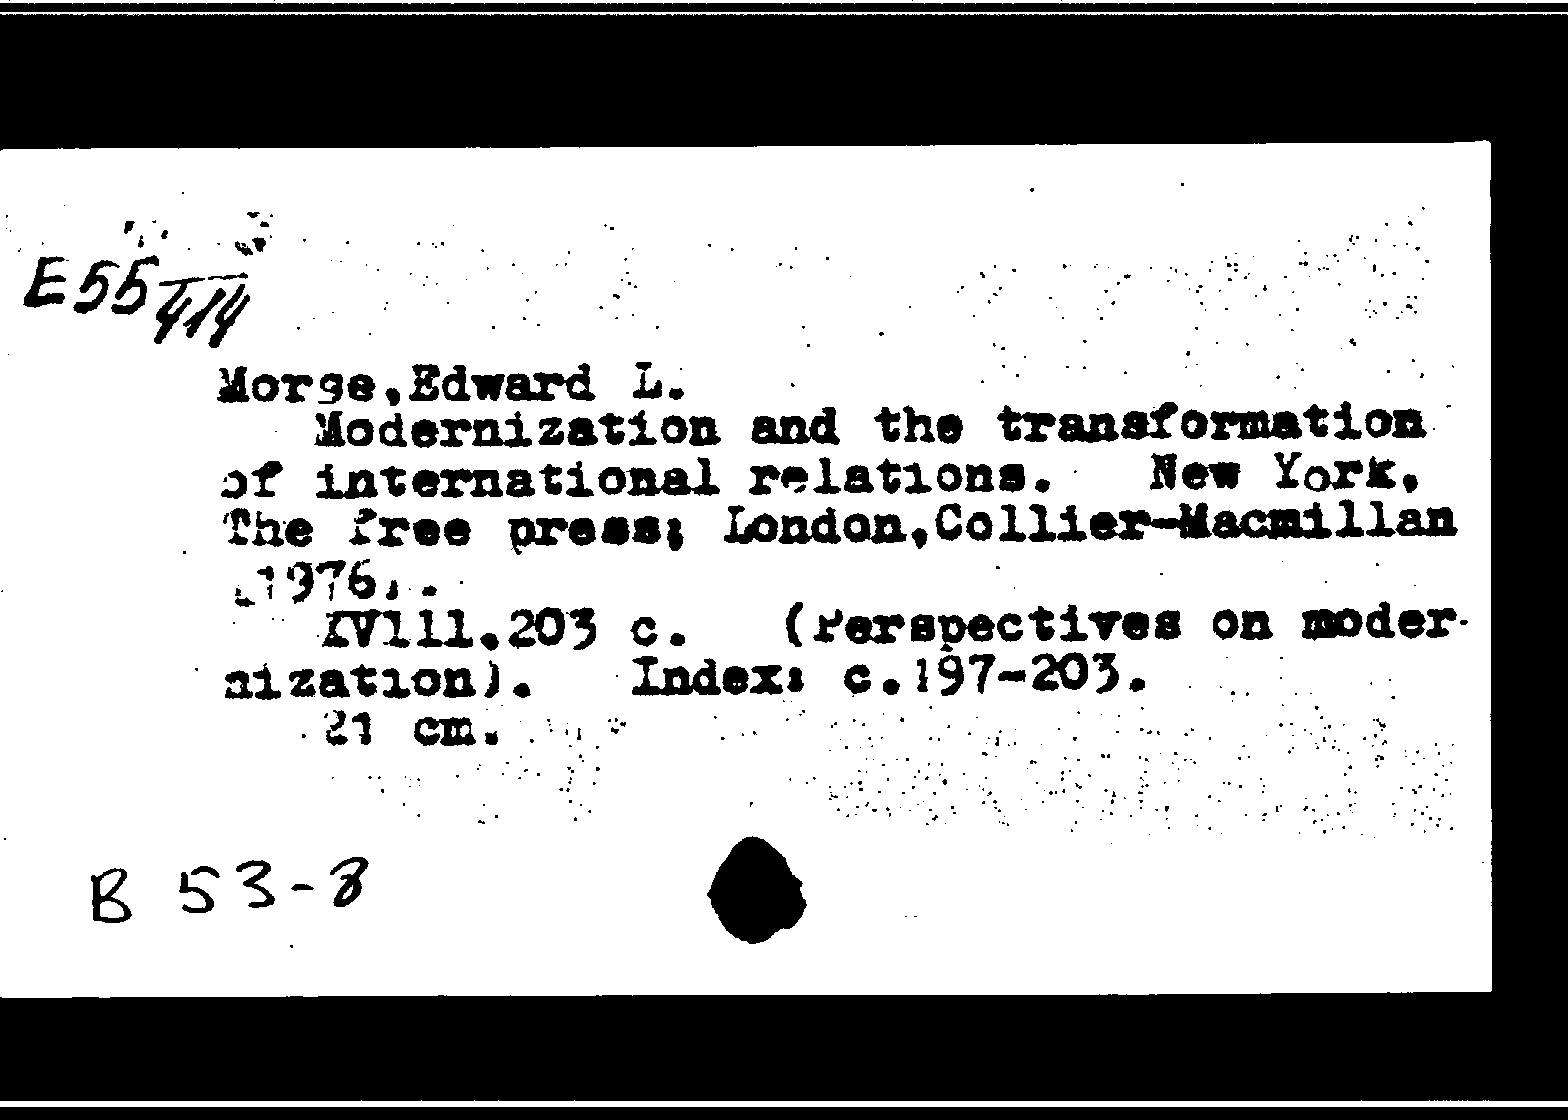 E55
414
Morse,Edward L.
Modernization and the transformation
of international relations. New York,
The free press; London,Collier-Macmillan
[1976].
XVIII,203 c. (Perspectives on moder-
nization). Index: c.197-203.
21 cm.
B 53-8